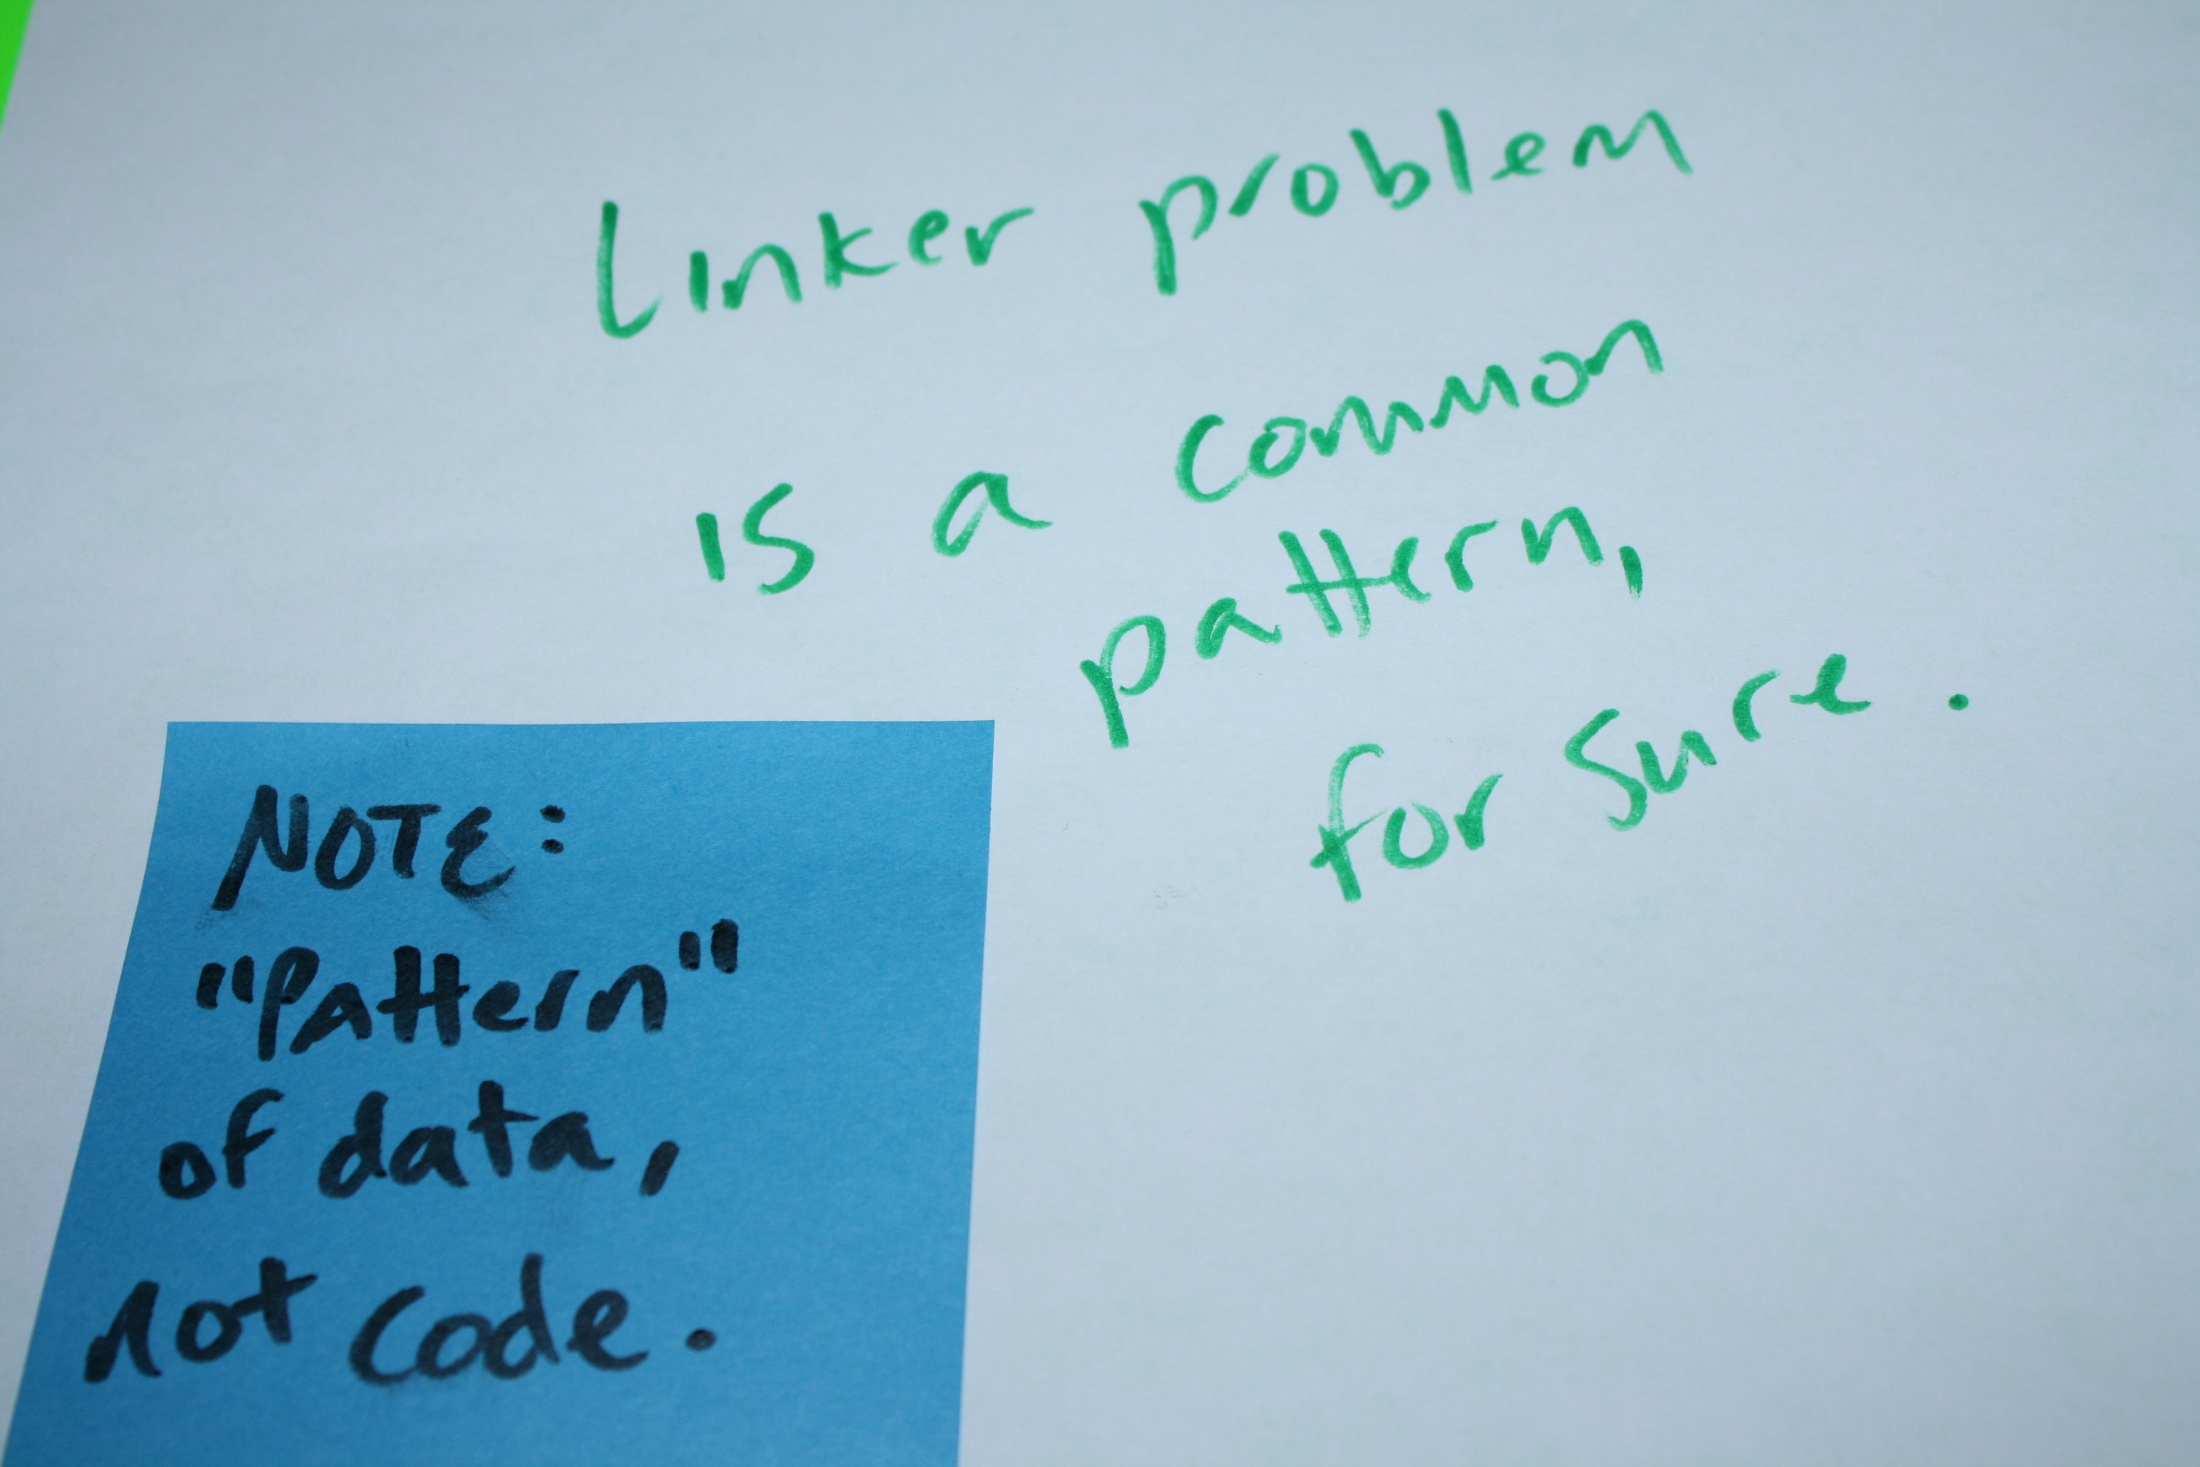 Linker problem
is a common
pattern,
for sure.
NOTE:
"Pattern"
of data,
not code.